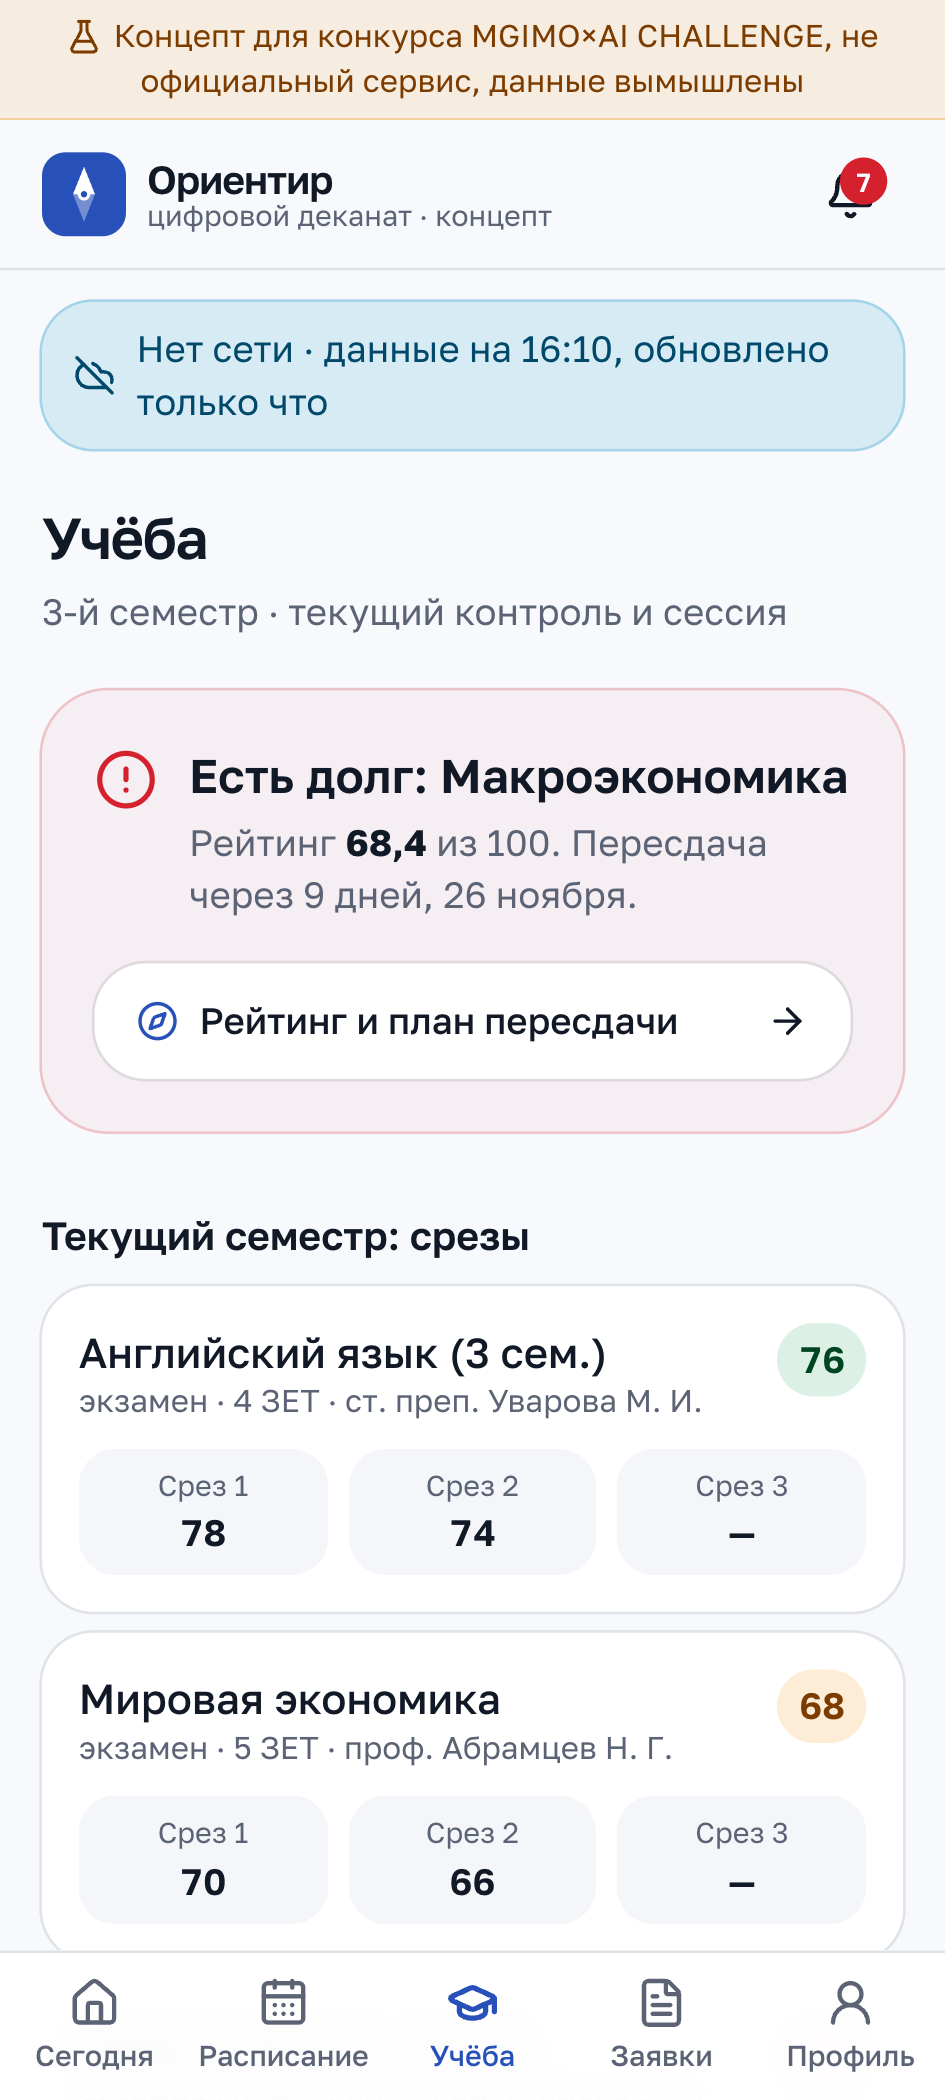 Концепт для конкурса MGIMO×AI CHALLENGE, не
официальный сервис, данные вымышлены
Ориентир
цифровой деканат · концепт
7
Нет сети · данные на 16:10, обновлено
только что
Учёба
3-й семестр · текущий контроль и сессия
Есть долг: Макроэкономика
Рейтинг 68,4 из 100. Пересдача
через 9 дней, 26 ноября.
Рейтинг и план пересдачи
Текущий семестр: срезы
Английский язык (3 сем.)
76
экзамен · 4 ЗЕТ · ст. преп. Уварова М. И.
Срез 1 Срез 2 Срез 3
78 74 —
Мировая экономика
68
экзамен · 5 ЗЕТ · проф. Абрамцев Н. Г.
Срез 1 Срез 2 Срез 3
70 66 —
Сегодня Расписание Учёба Заявки Профиль